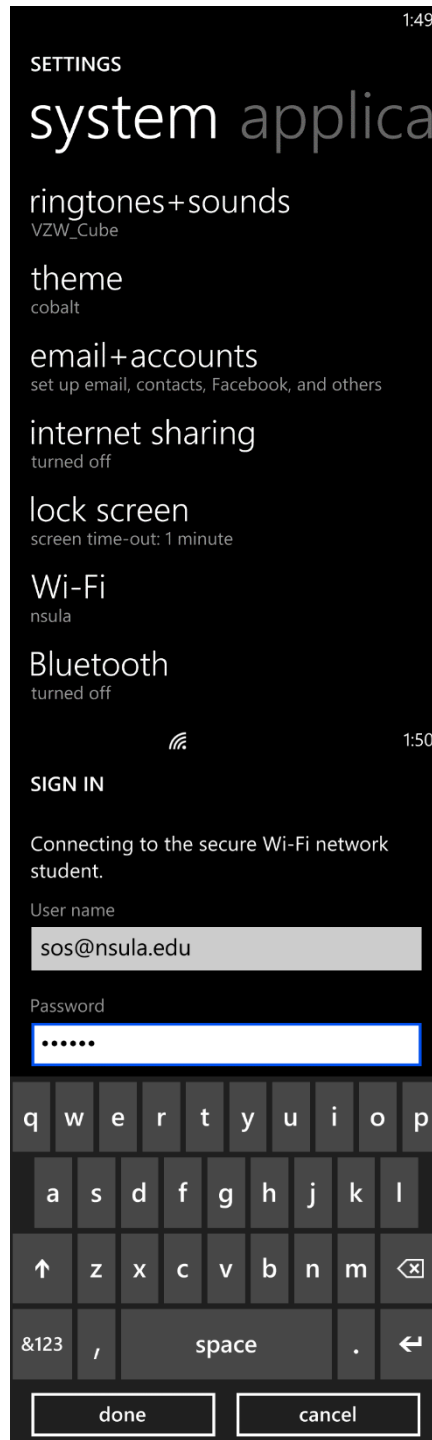 1:49
SETTINGS
system applica
ringtones+sounds
VZW_Cube
theme
cobalt
email+accounts
set up email, contacts, Facebook, and others
internet sharing
turned off
lock screen
screen time-out: 1 minute
Wi-Fi
nsula
Bluetooth
turned off
1:50
SIGN IN
Connecting to the secure Wi-Fi network
student.
User name
sos@nsula.edu
Password
••••••
q w e r t y u i o p
a s d f g h j k l
z x c v b n m
&123 , space .
done cancel